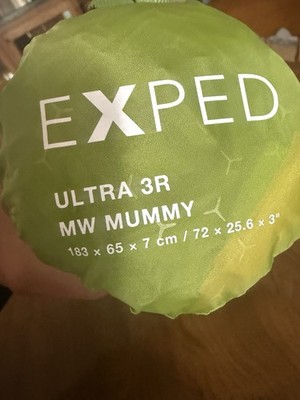 EXPED
ULTRA 3R
MW MUMMY
183 x 65 x 7 cm / 72 x 25.6 x 3"